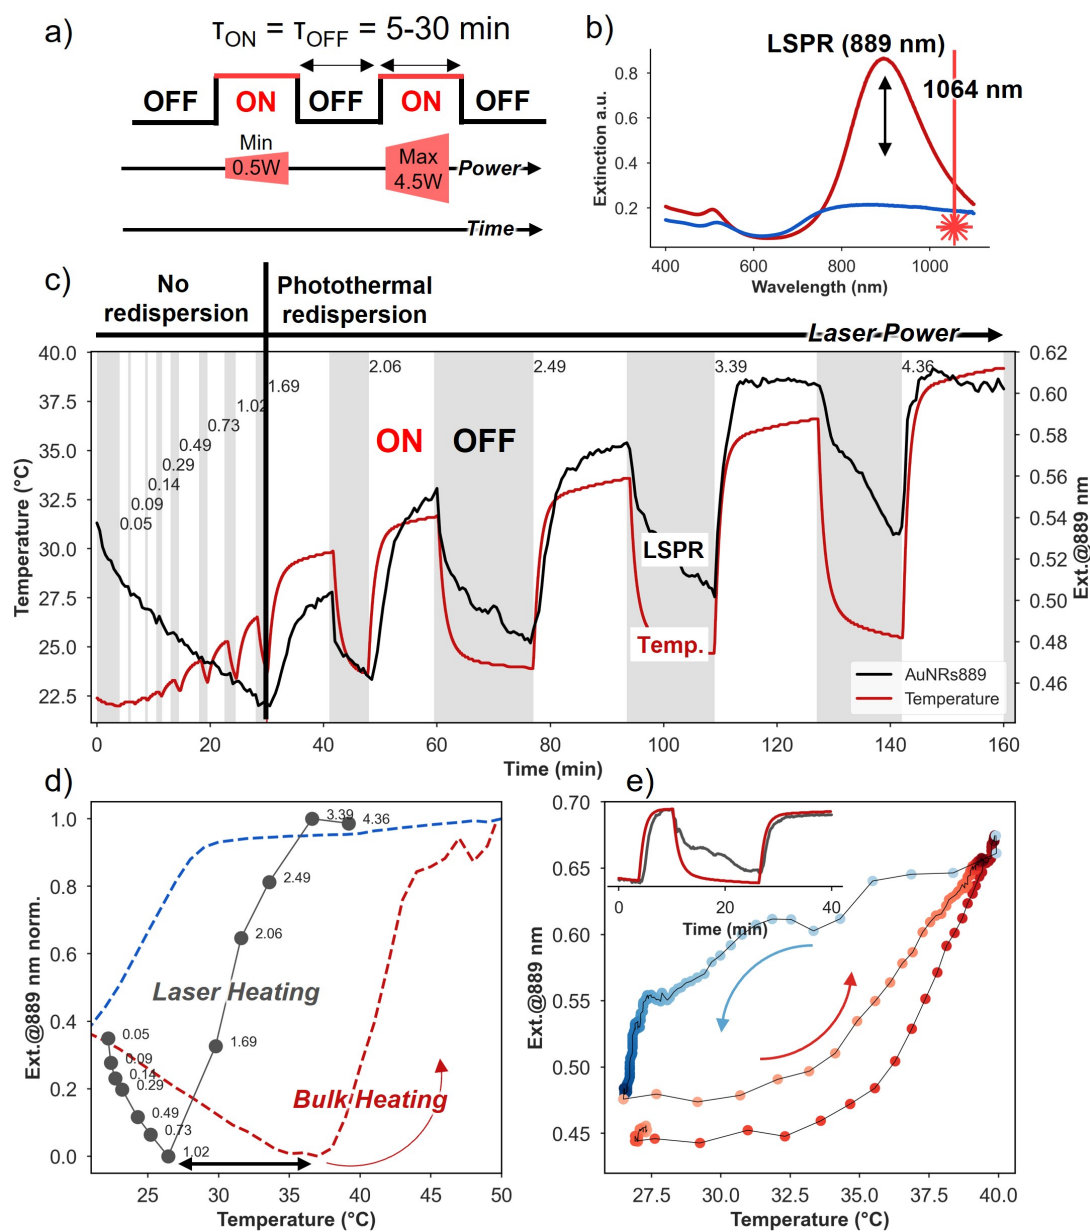 a)
τON = τOFF = 5-30 min
OFF ON OFF ON OFF
Min
0.5W
Max
4.5W
Power
Time
b)
LSPR (889 nm)
1064 nm
Extinction a.u.
0.8
0.6
0.4
0.2
400 600 800 1000
Wavelength (nm)
c)
No
redispersion
Photothermal
redispersion
Laser Power
Temperature (°C)
40.0
37.5
35.0
32.5
30.0
27.5
25.0
22.5
0.05
0.09
0.14
0.29
0.49
0.73
1.02
1.69
2.06
2.49
3.39
4.36
ON
OFF
LSPR
Temp.
AuNRs889
Temperature
0.62
0.60
0.58
0.56
0.54
0.52
0.50
0.48
0.46
Ext.@889 nm
0 20 40 60 80 100 120 140 160
Time (min)
d)
Ext.@889 nm norm.
1.0
0.8
0.6
0.4
0.2
0.0
3.39
4.36
2.49
2.06
Laser Heating
1.69
0.05
0.09
0.14
0.29
0.49
0.73
1.02
Bulk Heating
25 30 35 40 45 50
Temperature (°C)
e)
Ext.@889 nm
0.70
0.65
0.60
0.55
0.50
0.45
0 20 40
Time (min)
27.5 30.0 32.5 35.0 37.5 40.0
Temperature (°C)